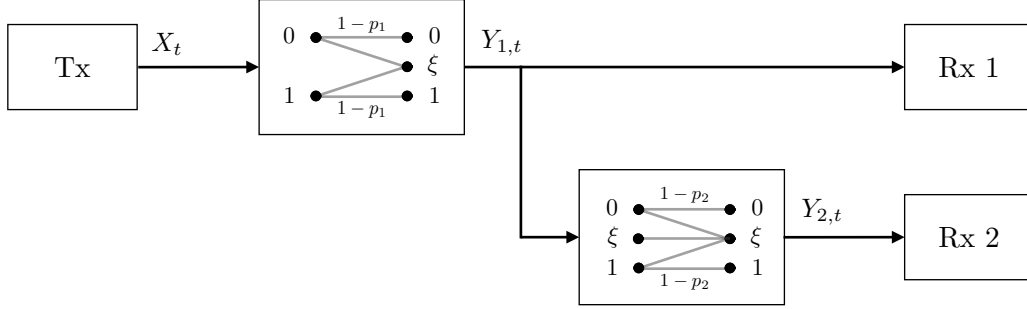 Tx
X_t
1 − p_1
0 0
ξ
1 1
1 − p_1
Y_{1,t}
Rx 1
1 − p_2
0 0
ξ ξ
1 1
1 − p_2
Y_{2,t}
Rx 2